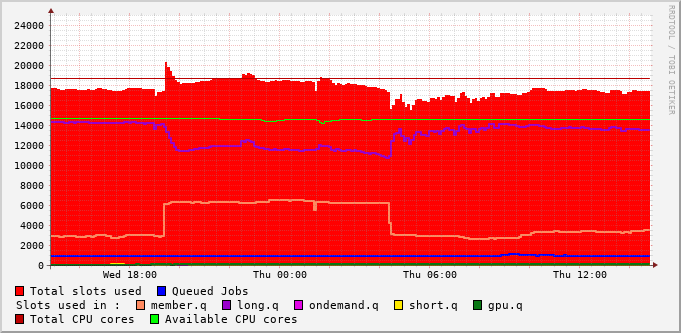 RRDTOOL / TOBI OETIKER
24000
22000
20000
18000
16000
14000
12000
10000
8000
6000
4000
2000
0
Wed 18:00 Thu 00:00 Thu 06:00 Thu 12:00
Total slots used Queued Jobs
Slots used in : member.q long.q ondemand.q short.q gpu.q
Total CPU cores Available CPU cores